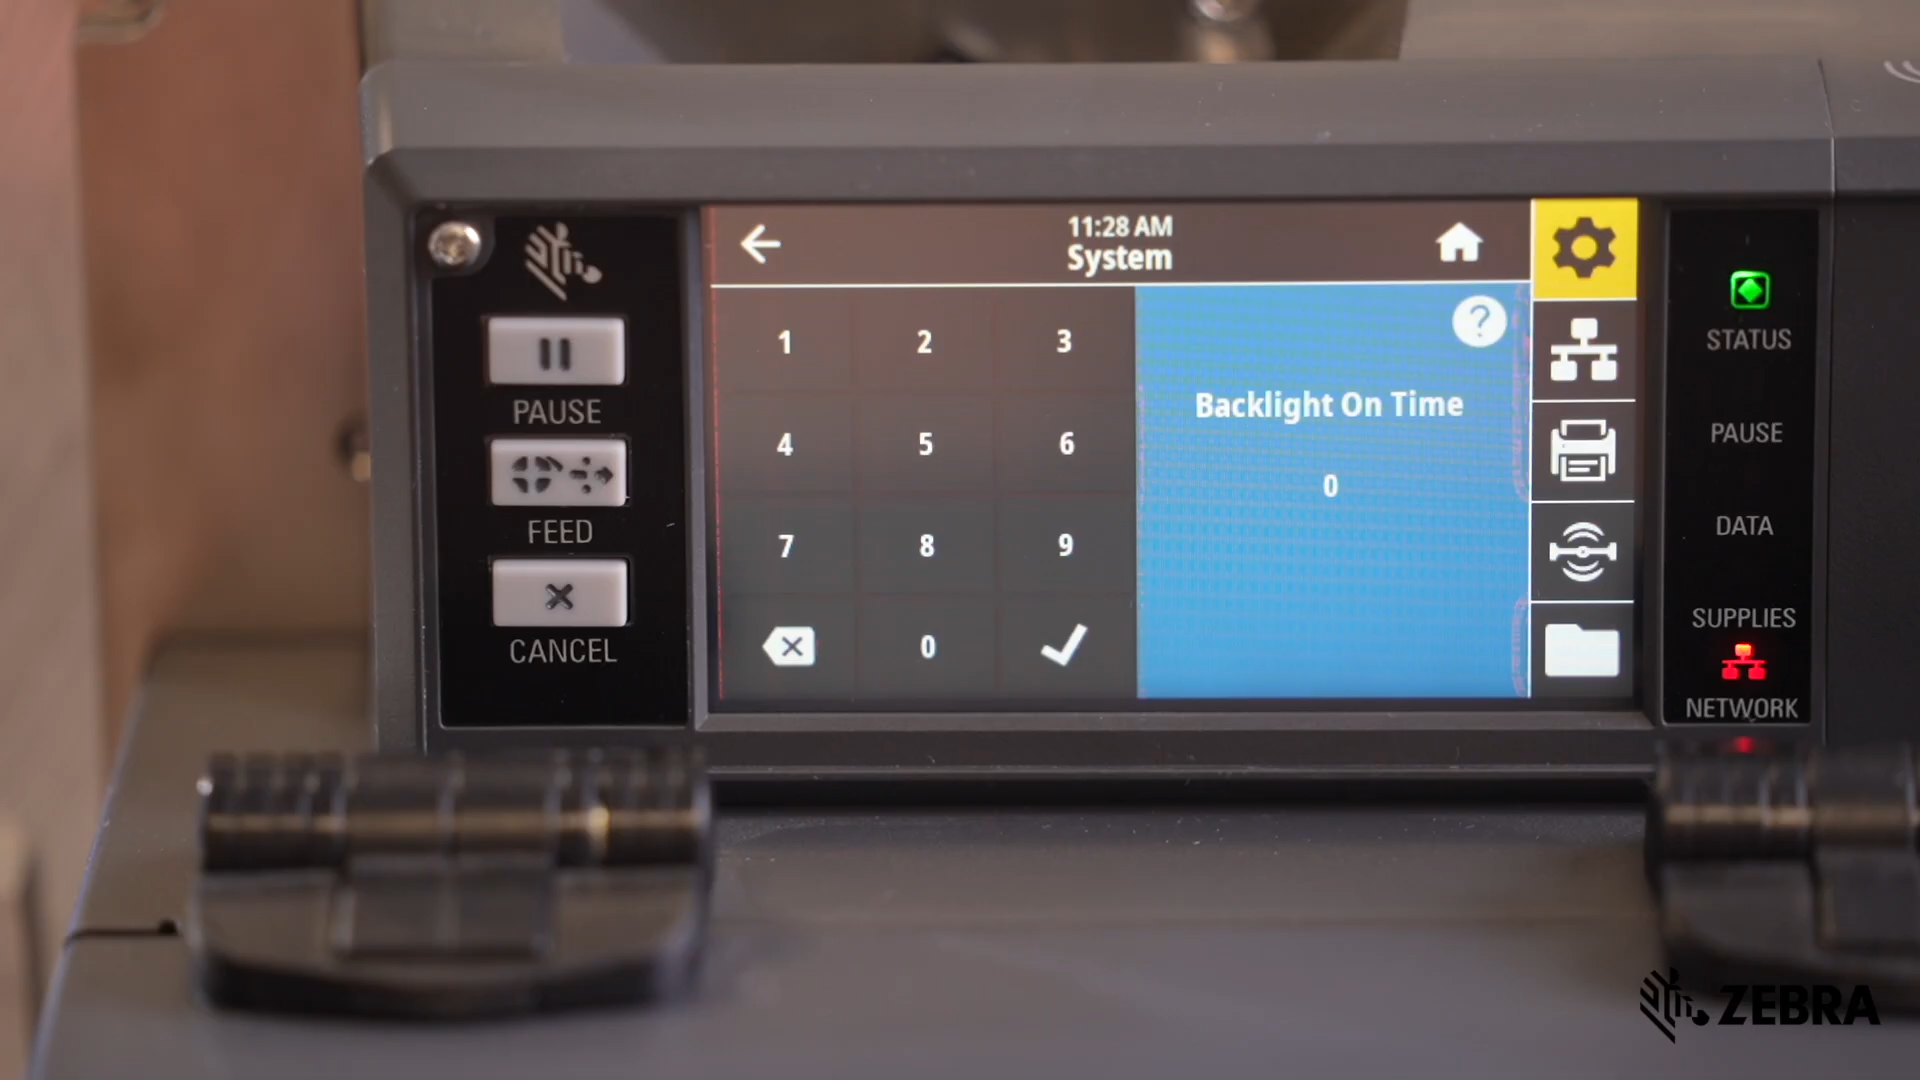 11:28 AM
System
PAUSE
FEED
CANCEL
1 2 3
4 5 6
7 8 9
0
?
Backlight On Time
0
STATUS
PAUSE
DATA
SUPPLIES
NETWORK
ZEBRA